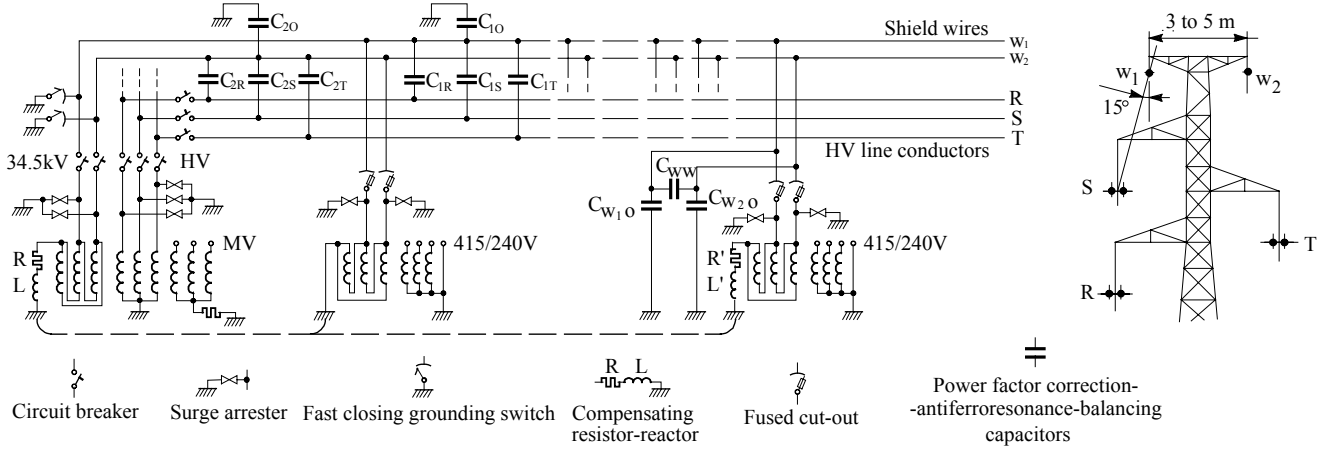 C2O
C1O
Shield wires
w1
w2
C2R
C2S
C2T
C1R
C1S
C1T
R
S
T
HV line conductors
34.5kV
HV
CWW
CW1 O
CW2 O
MV
415/240V
415/240V
R
L
R'
L'
3 to 5 m
w1
w2
15°
S
T
R
R L
Circuit breaker
Surge arrester
Fast closing grounding switch
Compensating
resistor-reactor
Fused cut-out
Power factor correction-
-antiferroresonance-balancing
capacitors